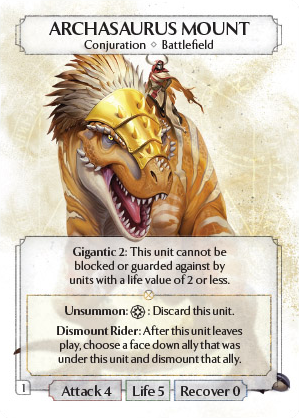 ARCHASAURUS MOUNT
Conjuration ⋄ Battlefield
Gigantic 2: This unit cannot be
blocked or guarded against by
units with a life value of 2 or less.
Unsummon: : Discard this unit.
Dismount Rider: After this unit leaves
play, choose a face down ally that was
under this unit and dismount that ally.
1
Attack 4
Life 5
Recover 0